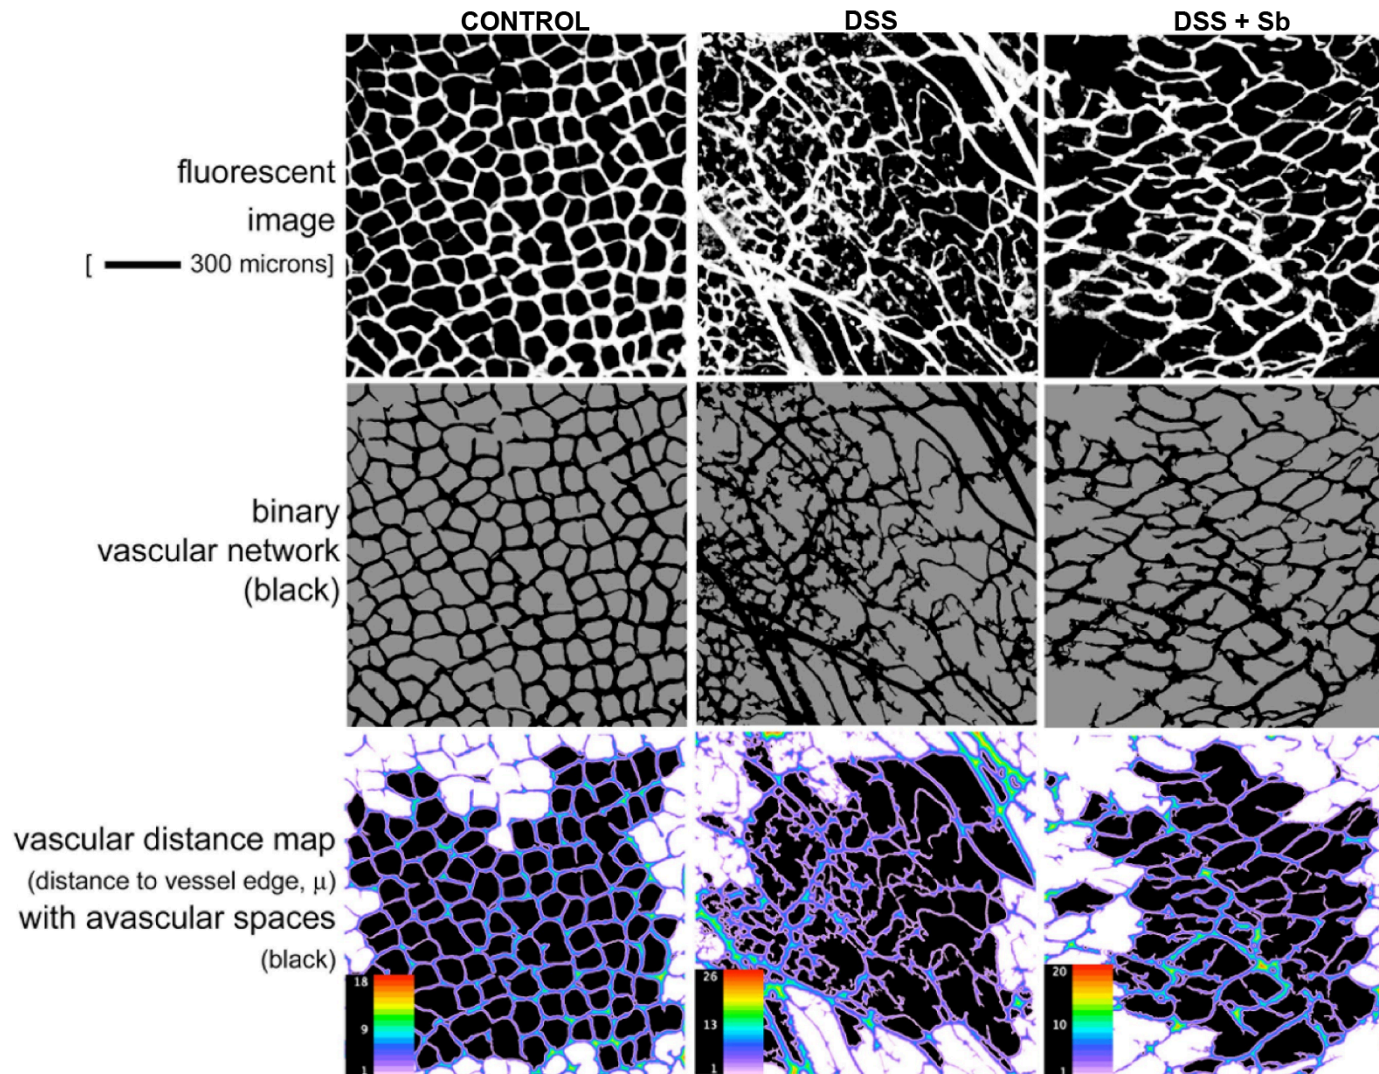 CONTROL DSS DSS + Sb
fluorescent
image
[ 300 microns]
binary
vascular network
(black)
vascular distance map
(distance to vessel edge, μ)
with avascular spaces
(black)
18
9
1
26
13
1
20
10
1